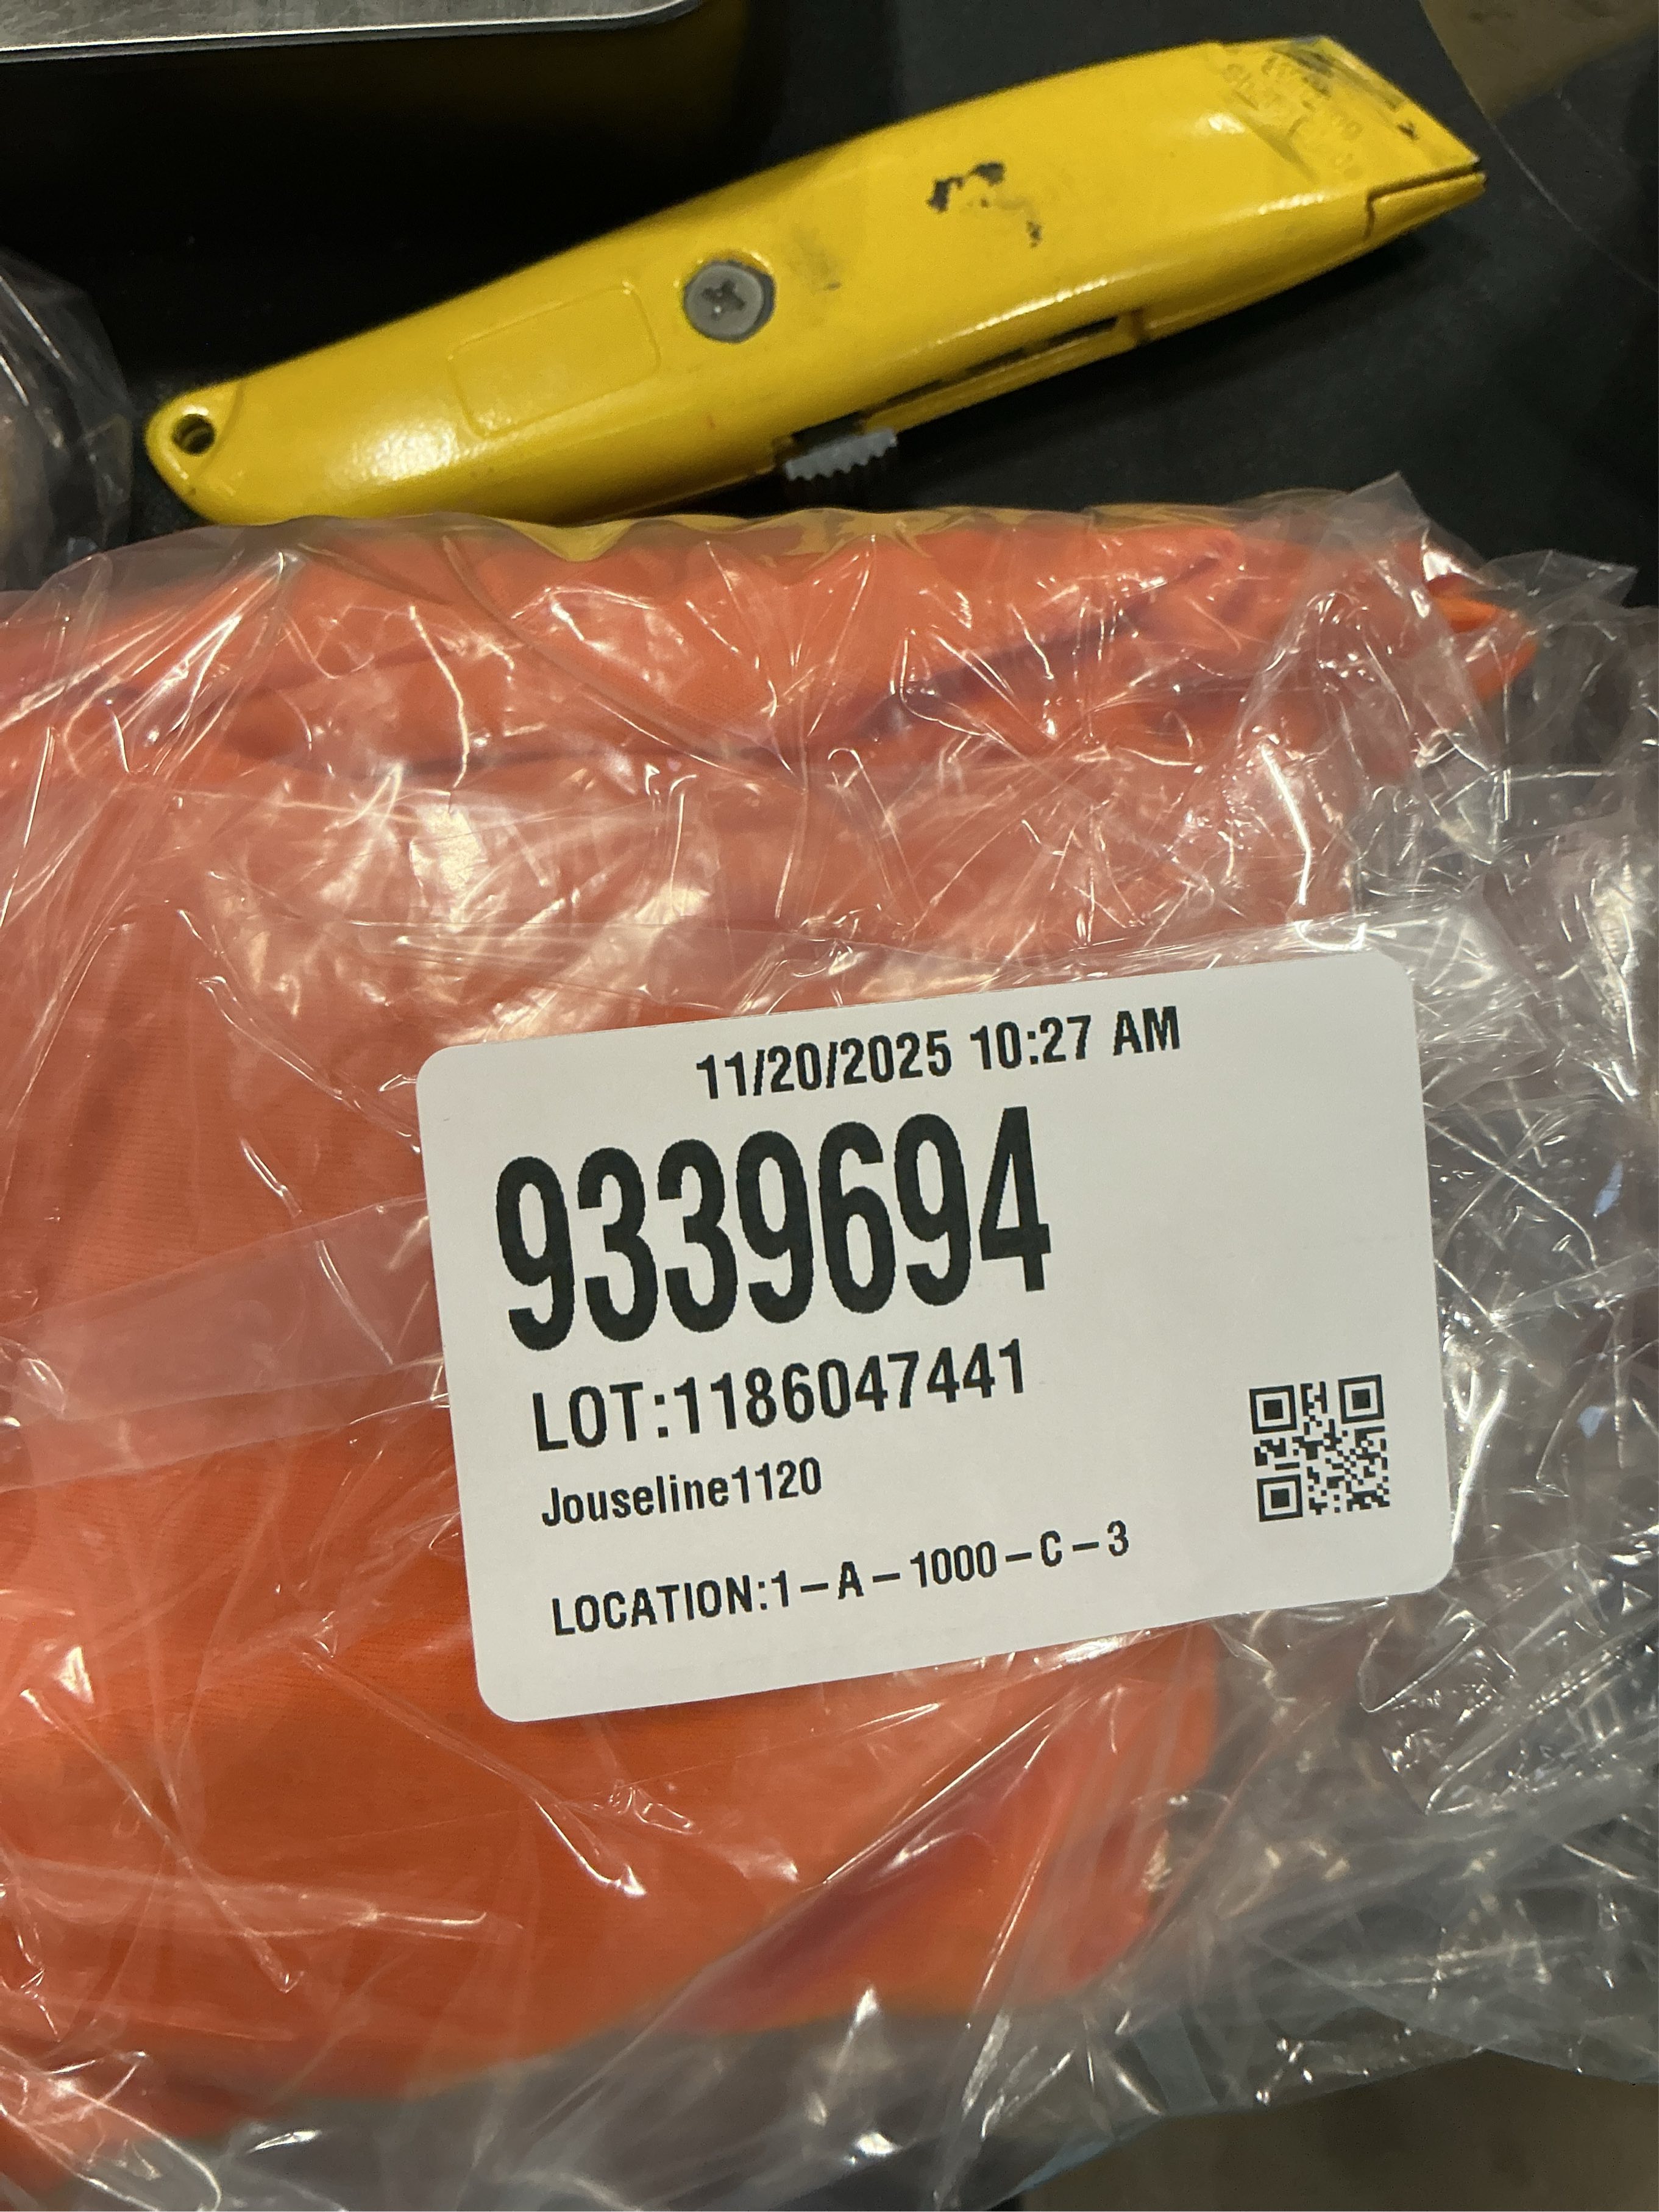 11/20/2025 10:27 AM
9339694
LOT:1186047441
Jouseline1120
LOCATION:1-A-1000-C-3